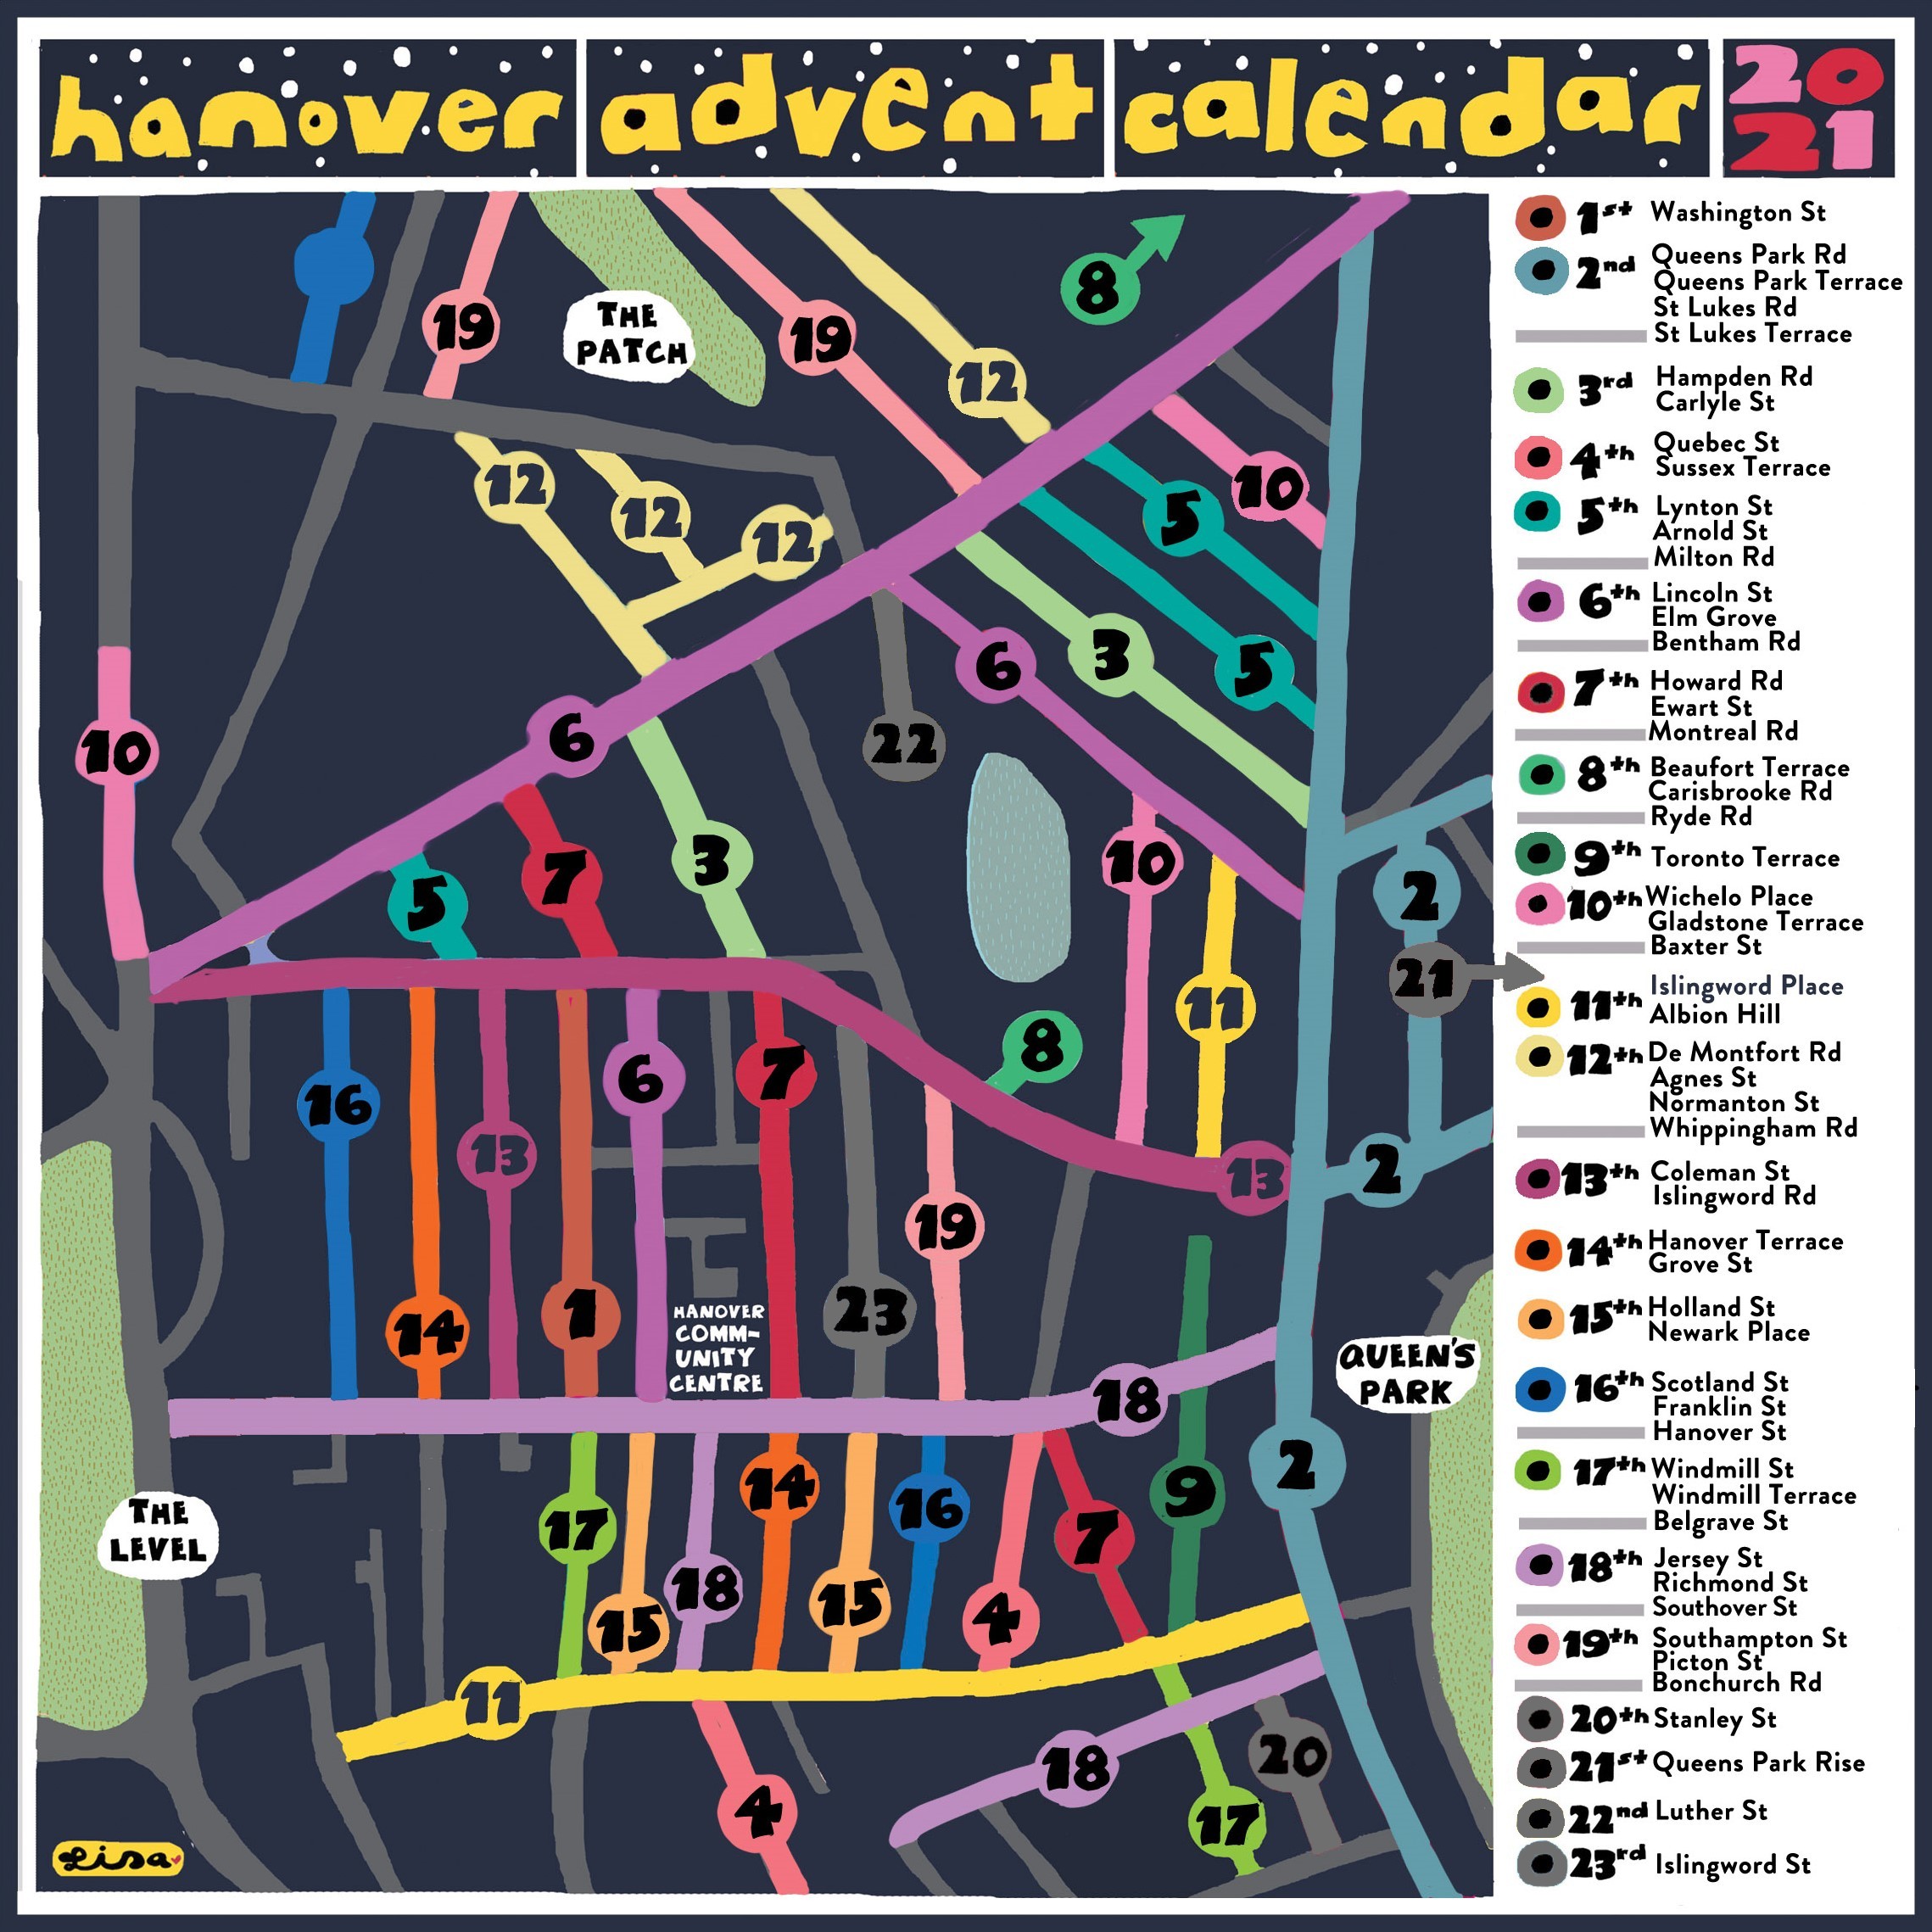 hanover advent calendar 20
21
8
19
THE
PATCH
19
12
12
12
12
5
10
6
3
5
6
22
10
5
7
3
10
2
11
21
16
13
6
7
8
13
2
14
1
23
19
HANOVER
COMM-
UNITY
CENTRE
18
QUEEN'S
PARK
2
THE
LEVEL
17
15
18
14
15
16
4
7
9
11
4
18
20
17
Lisa
1st Washington St
2nd Queens Park Rd
Queens Park Terrace
St Lukes Rd
St Lukes Terrace
3rd Hampden Rd
Carlyle St
4th Quebec St
Sussex Terrace
5th Lynton St
Arnold St
Milton Rd
6th Lincoln St
Elm Grove
Bentham Rd
7th Howard Rd
Ewart St
Montreal Rd
8th Beaufort Terrace
Carisbrooke Rd
Ryde Rd
9th Toronto Terrace
10th Wichelo Place
Gladstone Terrace
Baxter St
Islingword Place
11th Albion Hill
12th De Montfort Rd
Agnes St
Normanton St
Whippingham Rd
13th Coleman St
Islingword Rd
14th Hanover Terrace
Grove St
15th Holland St
Newark Place
16th Scotland St
Franklin St
Hanover St
17th Windmill St
Windmill Terrace
Belgrave St
18th Jersey St
Richmond St
Southover St
19th Southampton St
Picton St
Bonchurch Rd
20th Stanley St
21st Queens Park Rise
22nd Luther St
23rd Islingword St